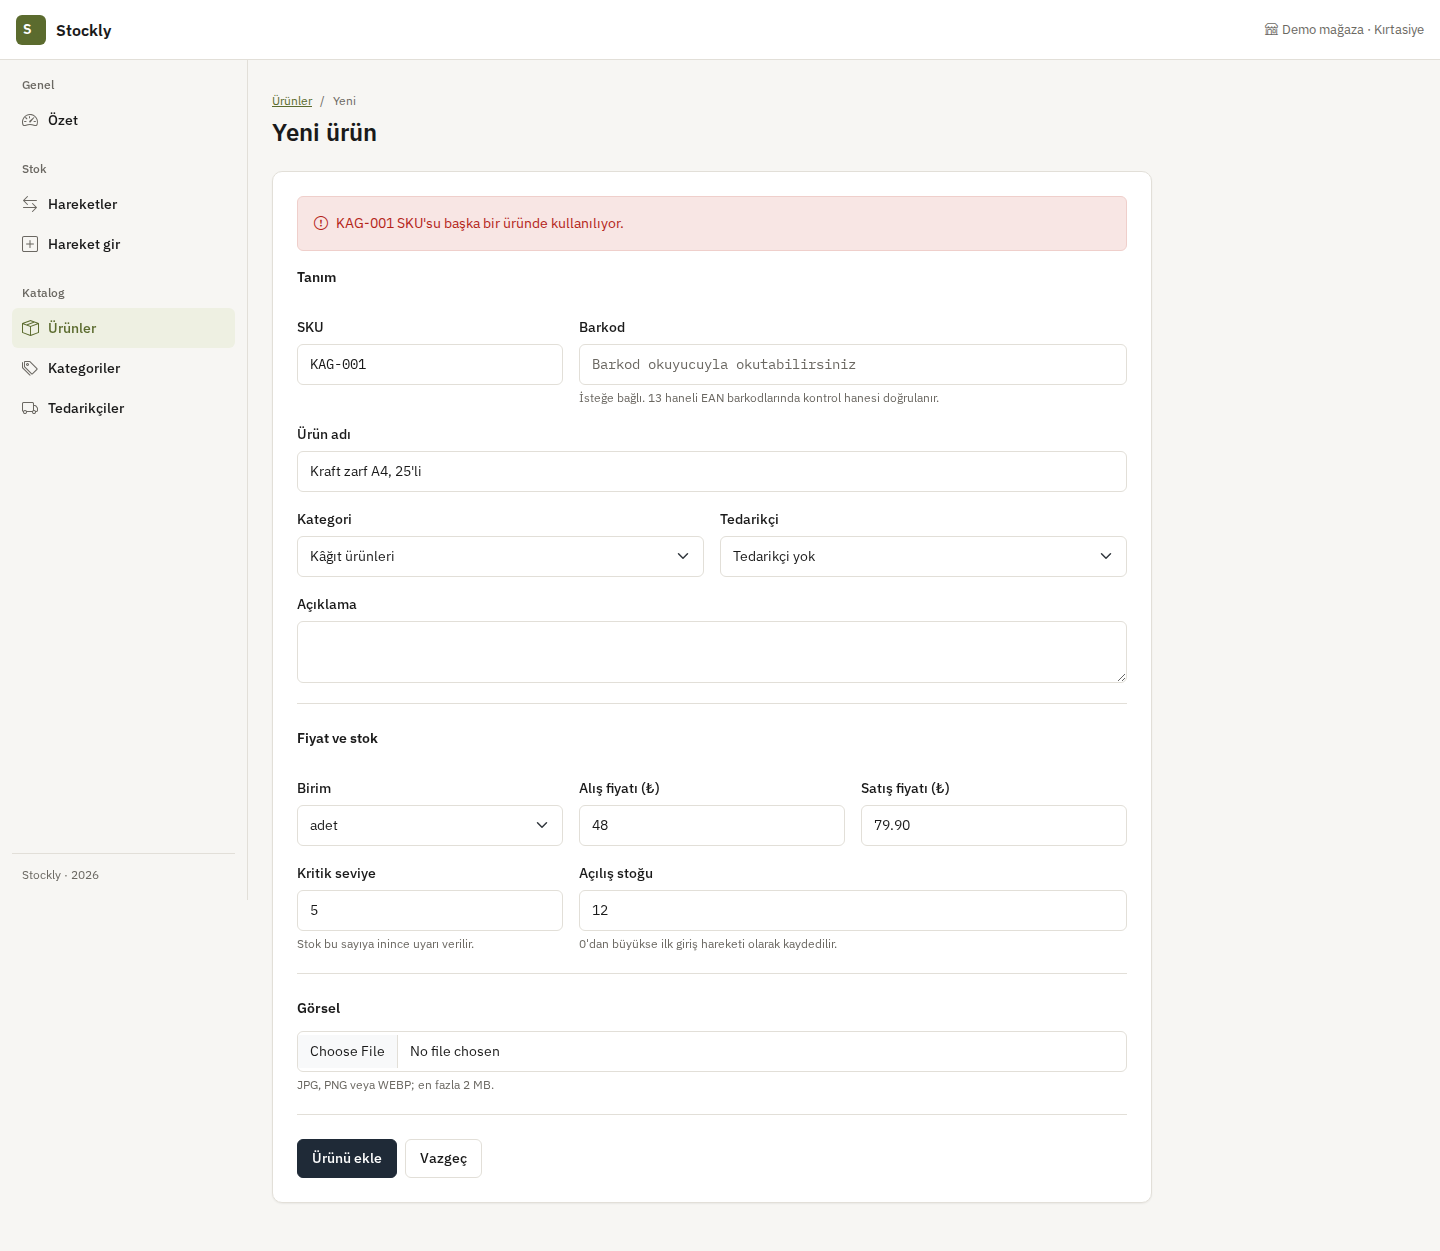 S Stockly
Demo mağaza · Kırtasiye
Genel
Özet
Stok
Hareketler
Hareket gir
Katalog
Ürünler
Kategoriler
Tedarikçiler
Stockly · 2026
Ürünler / Yeni
Yeni ürün
KAG-001 SKU'su başka bir üründe kullanılıyor.
Tanım
SKU
KAG-001
Barkod
Barkod okuyucuyla okutabilirsiniz
İsteğe bağlı. 13 haneli EAN barkodlarında kontrol hanesi doğrulanır.
Ürün adı
Kraft zarf A4, 25'li
Kategori
Kâğıt ürünleri
Tedarikçi
Tedarikçi yok
Açıklama
Fiyat ve stok
Birim
adet
Alış fiyatı (₺)
48
Satış fiyatı (₺)
79.90
Kritik seviye
5
Stok bu sayıya inince uyarı verilir.
Açılış stoğu
12
0'dan büyükse ilk giriş hareketi olarak kaydedilir.
Görsel
Choose File No file chosen
JPG, PNG veya WEBP; en fazla 2 MB.
Ürünü ekle
Vazgeç